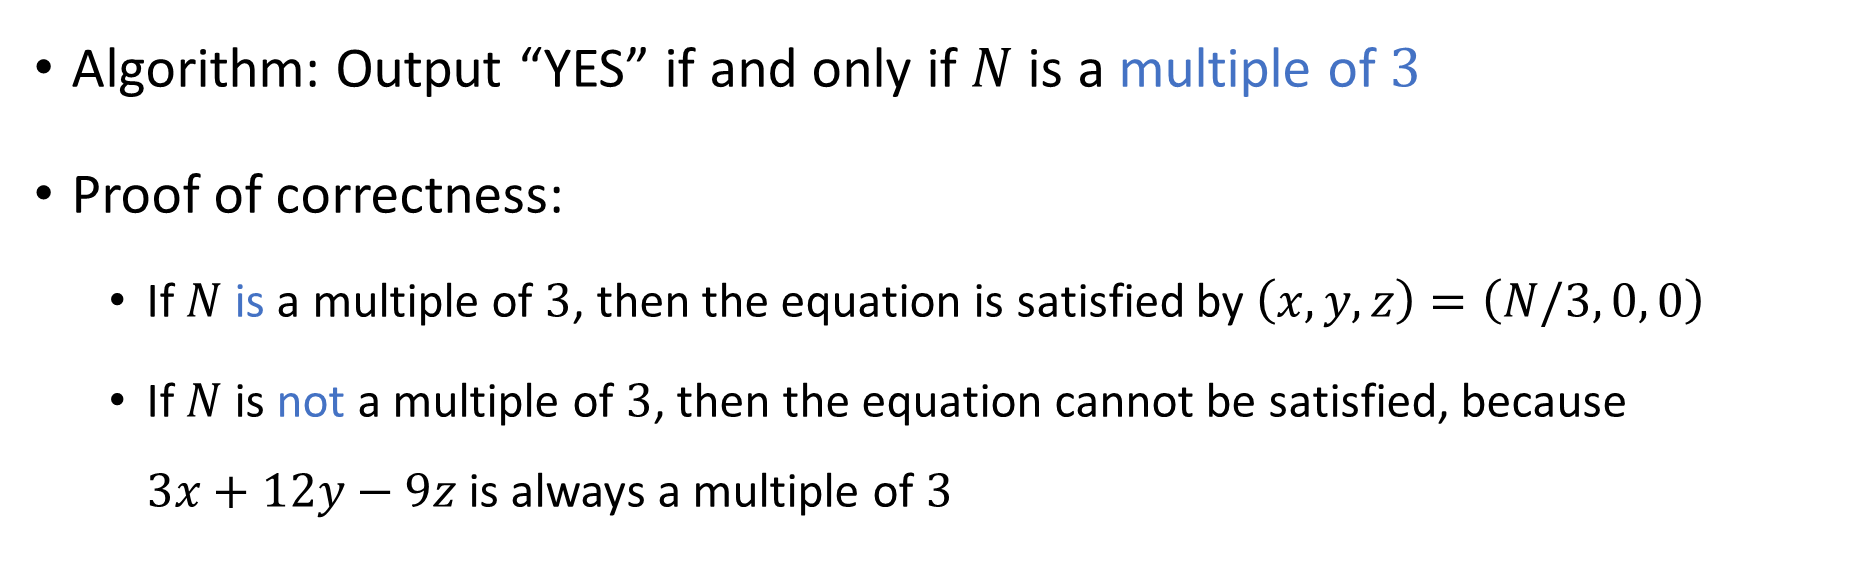 • Algorithm: Output “YES” if and only if N is a multiple of 3
• Proof of correctness:
• If N is a multiple of 3, then the equation is satisfied by (x, y, z) = (N/3, 0, 0)
• If N is not a multiple of 3, then the equation cannot be satisfied, because
3x + 12y − 9z is always a multiple of 3